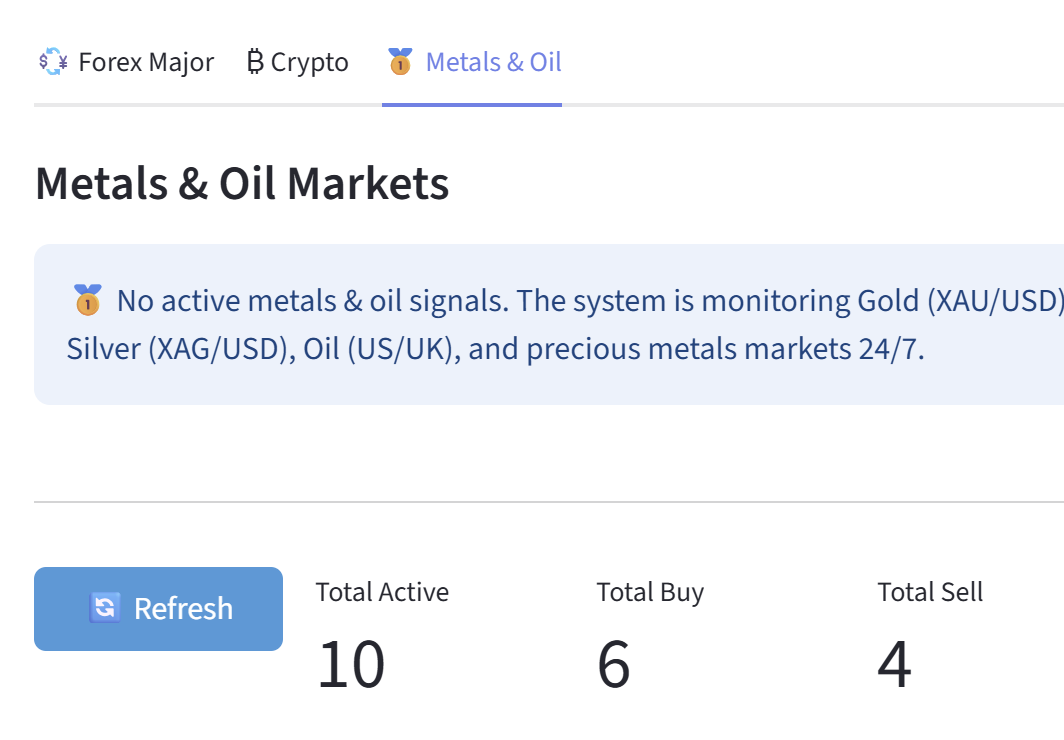 Forex Major ₿ Crypto Metals & Oil
Metals & Oil Markets
No active metals & oil signals. The system is monitoring Gold (XAU/USD)
Silver (XAG/USD), Oil (US/UK), and precious metals markets 24/7.
Refresh
Total Active Total Buy Total Sell
10 6 4